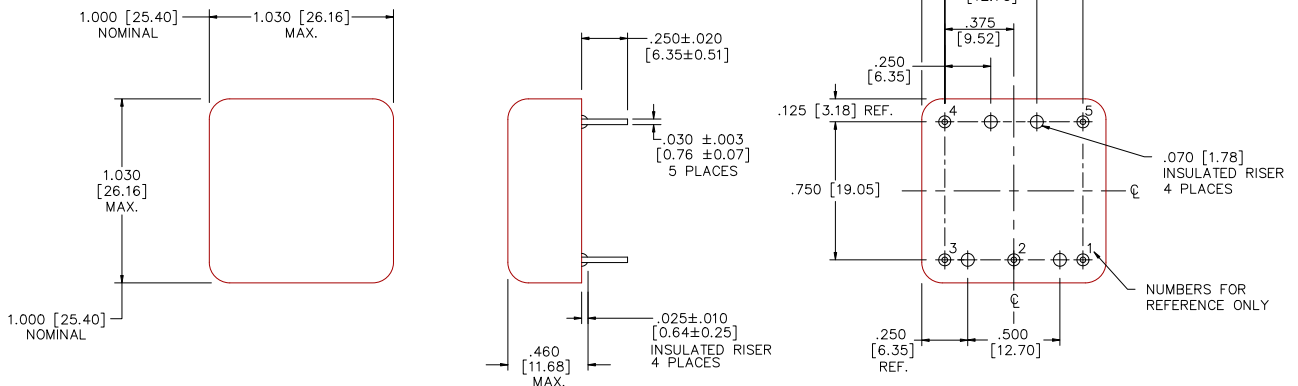 1.000 [25.40]
NOMINAL
1.030 [26.16]
MAX.
1.030
[26.16]
MAX.
1.000 [25.40]
NOMINAL
.250±.020
[6.35±0.51]
.030 ±.003
[0.76 ±0.07]
5 PLACES
.025±.010
[0.64±0.25]
INSULATED RISER
4 PLACES
.460
[11.68]
MAX.
.375
[9.52]
.250
[6.35]
.125 [3.18] REF.
4
5
.070 [1.78]
INSULATED RISER
4 PLACES
.750 [19.05]
℄
3
2
1
NUMBERS FOR
REFERENCE ONLY
℄
.250
[6.35]
REF.
.500
[12.70]